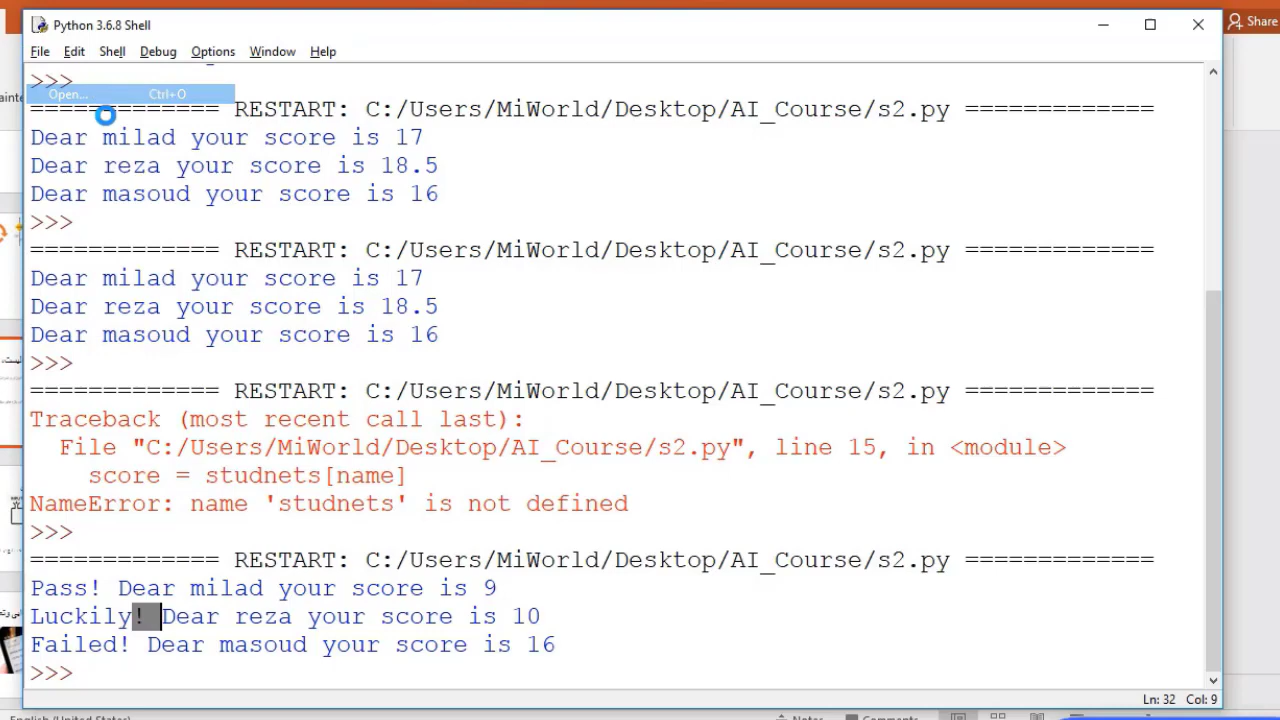 Python 3.6.8 Shell
Share
File Edit Shell Debug Options Window Help
>>>
Open... Ctrl+O
============= RESTART: C:/Users/MiWorld/Desktop/AI_Course/s2.py =============
Dear milad your score is 17
Dear reza your score is 18.5
Dear masoud your score is 16
>>>
============= RESTART: C:/Users/MiWorld/Desktop/AI_Course/s2.py =============
Dear milad your score is 17
Dear reza your score is 18.5
Dear masoud your score is 16
>>>
============= RESTART: C:/Users/MiWorld/Desktop/AI_Course/s2.py =============
Traceback (most recent call last):
  File "C:/Users/MiWorld/Desktop/AI_Course/s2.py", line 15, in <module>
    score = studnets[name]
NameError: name 'studnets' is not defined
>>>
============= RESTART: C:/Users/MiWorld/Desktop/AI_Course/s2.py =============
Pass! Dear milad your score is 9
Luckily! Dear reza your score is 10
Failed! Dear masoud your score is 16
>>>
Ln: 32 Col: 9
English (United States) Notes Comments